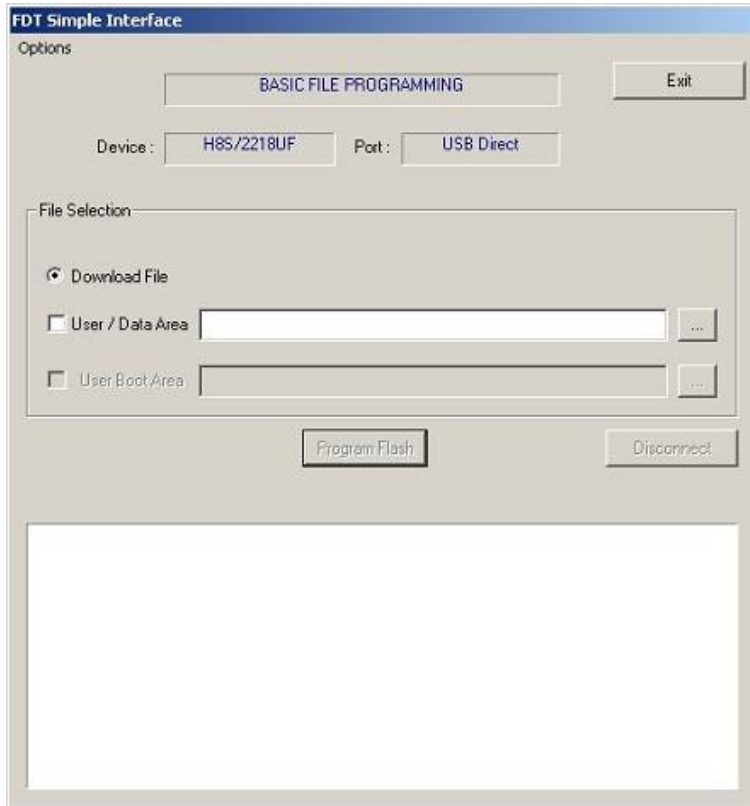 FDT Simple Interface
Options
BASIC FILE PROGRAMMING
Exit
Device : H8S/2218UF Port : USB Direct
File Selection
Download File
User / Data Area ...
User Boot Area ...
Program Flash Disconnect